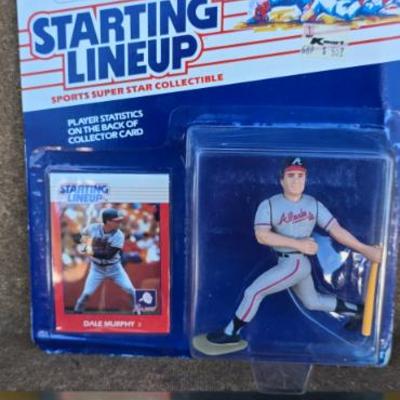 STARTING
LINEUP
SPORTS SUPER STAR COLLECTIBLE
PLAYER STATISTICS
ON THE BACK OF
COLLECTOR CARD
STARTING
LINEUP
DALE MURPHY
Atlanta
A